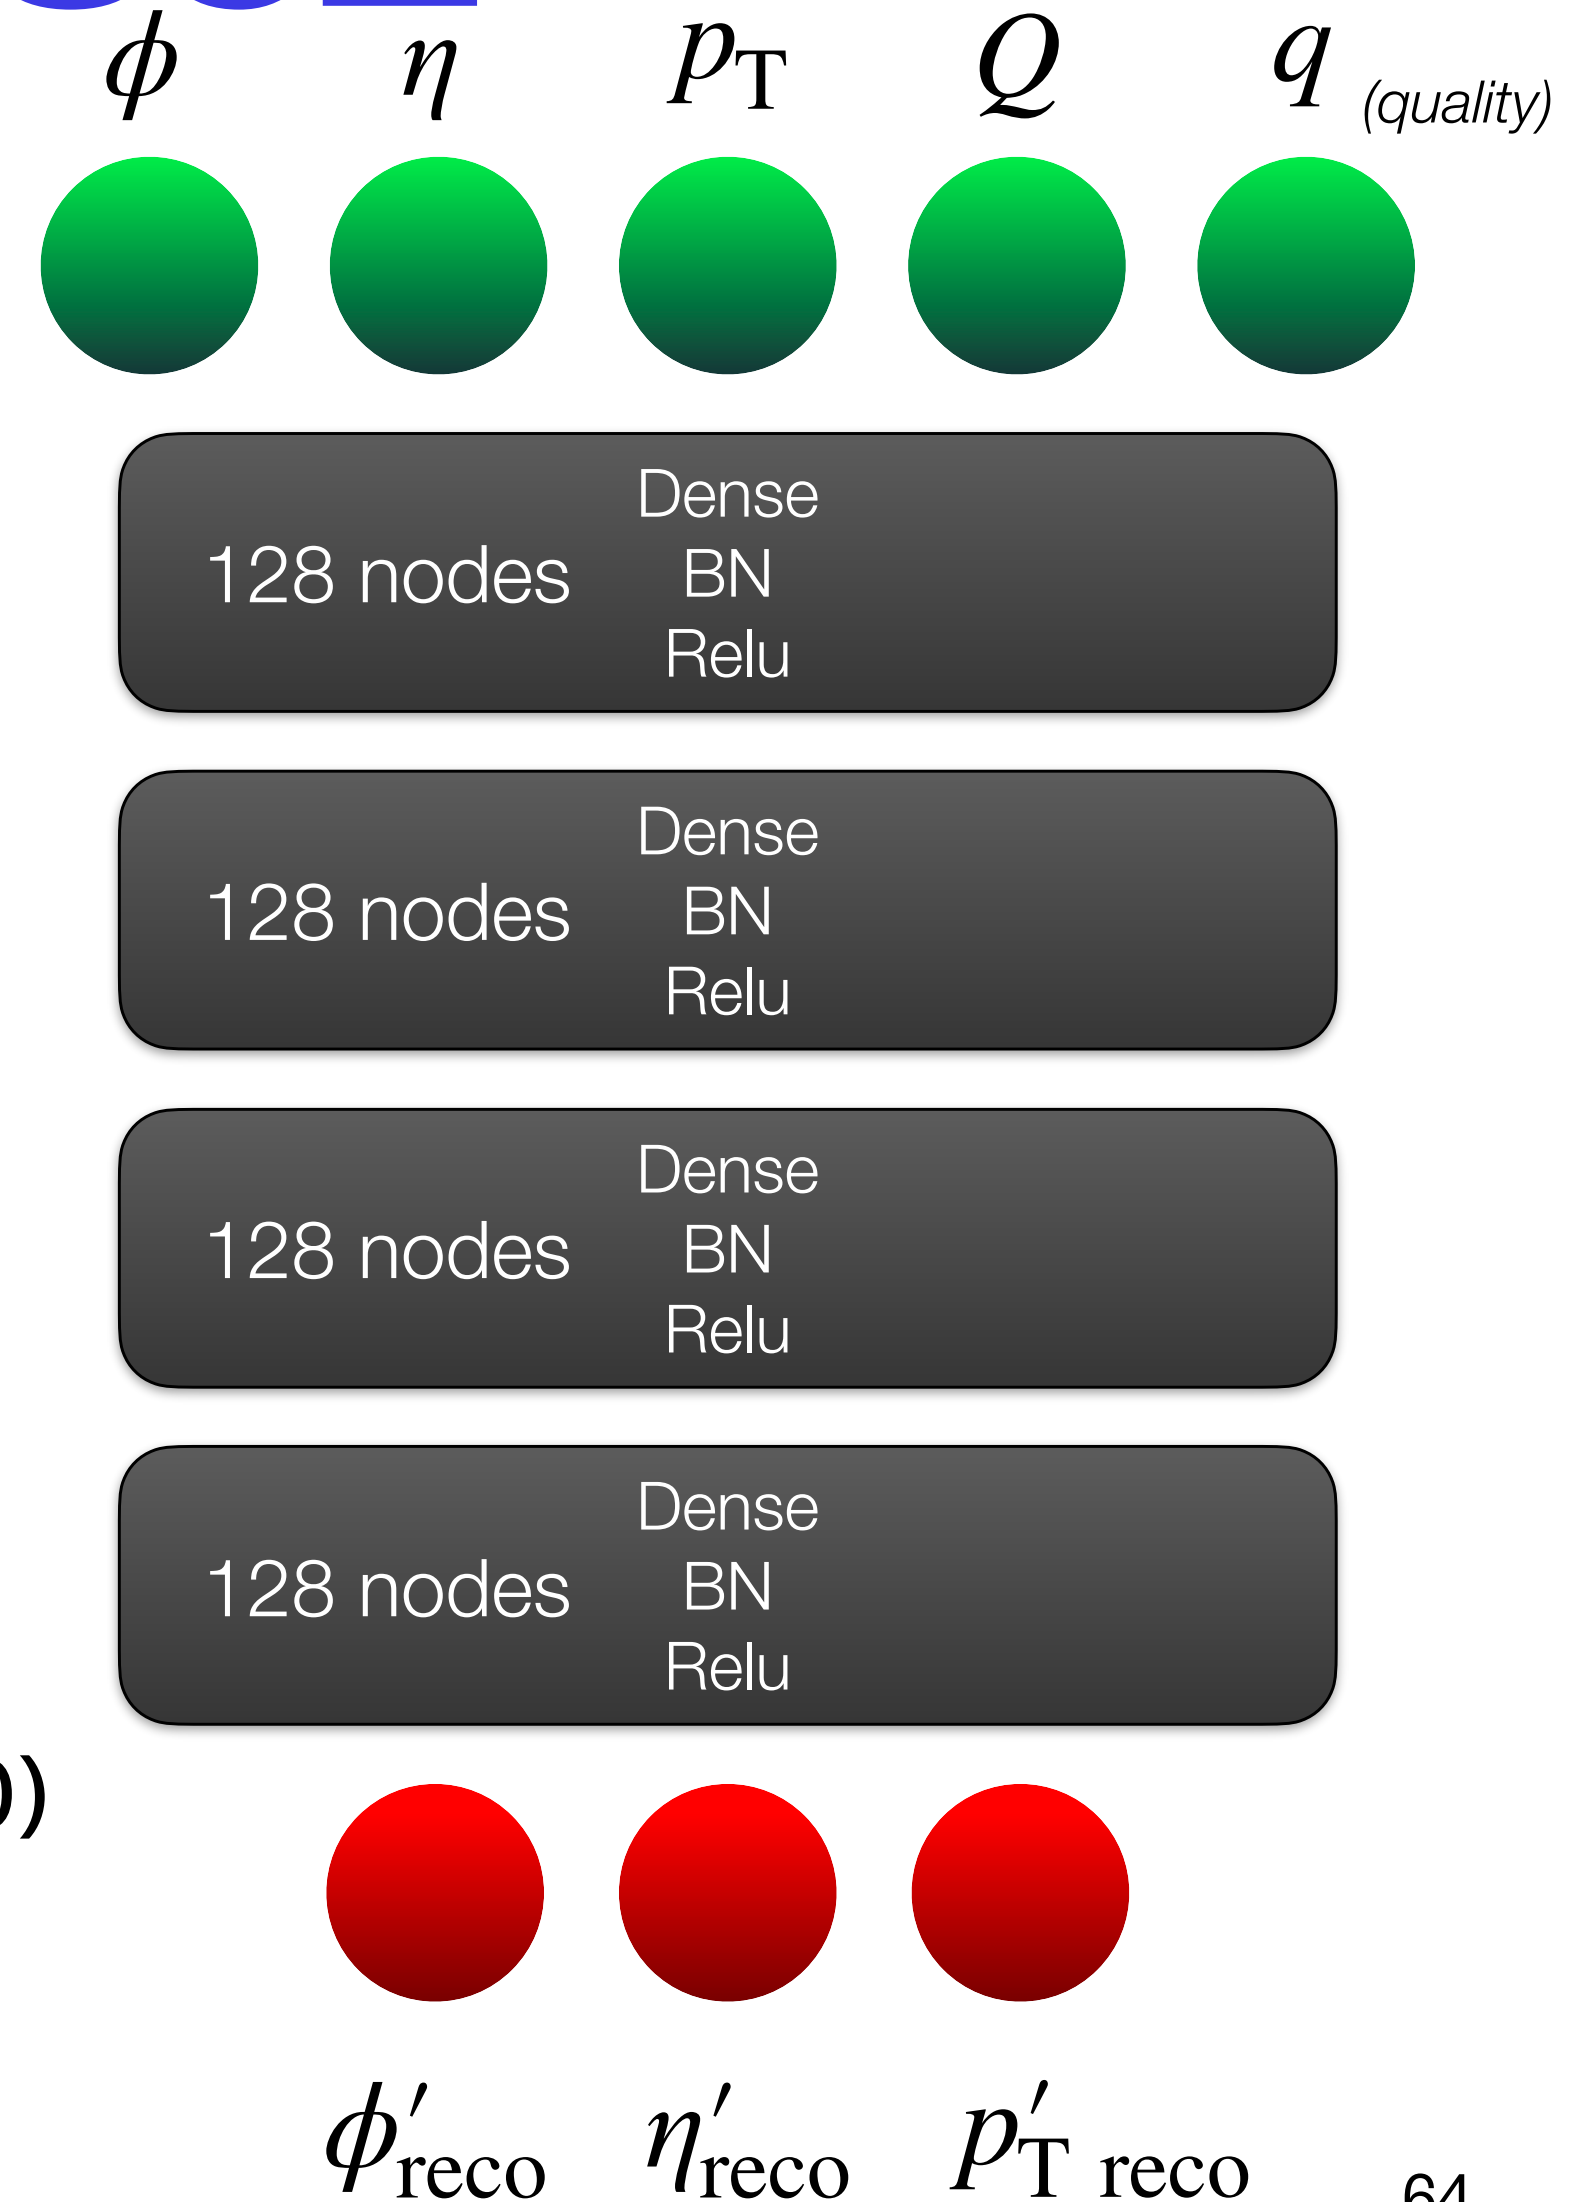 ϕ η p_T Q q (quality)
Dense
128 nodes BN
Relu
Dense
128 nodes BN
Relu
Dense
128 nodes BN
Relu
Dense
128 nodes BN
Relu
))
ϕ′_reco η′_reco p′_T reco
64